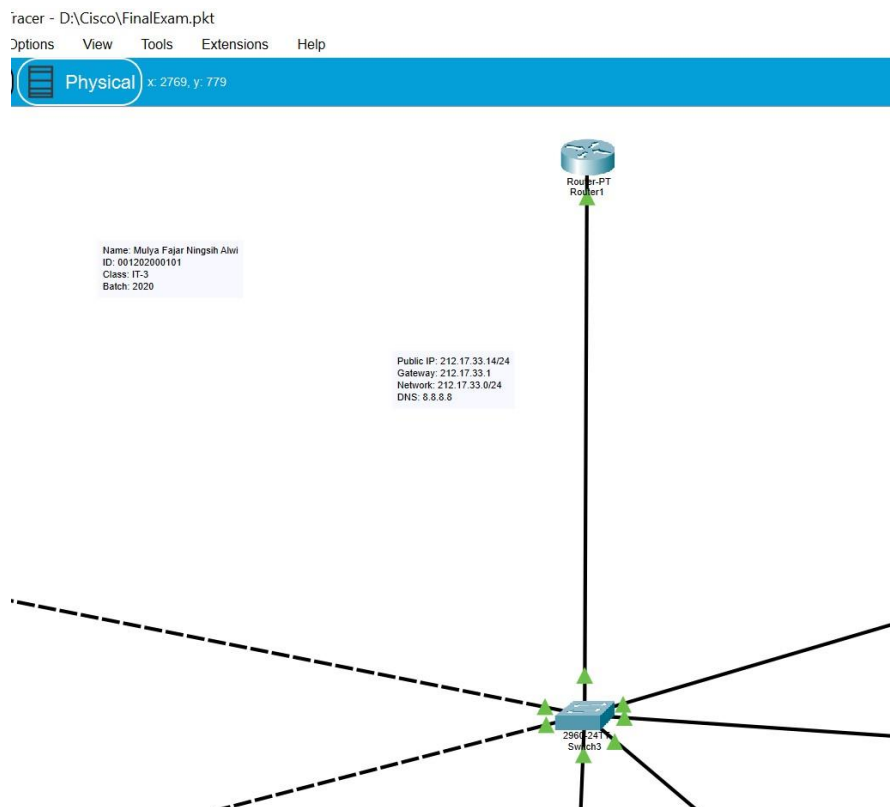 Tracer - D:\Cisco\FinalExam.pkt
Options View Tools Extensions Help
Physical x: 2769, y: 779
Router-PT
Router1
Name: Mulya Fajar Ningsih Alwi
ID: 001202000101
Class: IT-3
Batch: 2020
Public IP: 212.17.33.14/24
Gateway: 212.17.33.1
Network: 212.17.33.0/24
DNS: 8.8.8.8
2960-24TT
Switch3